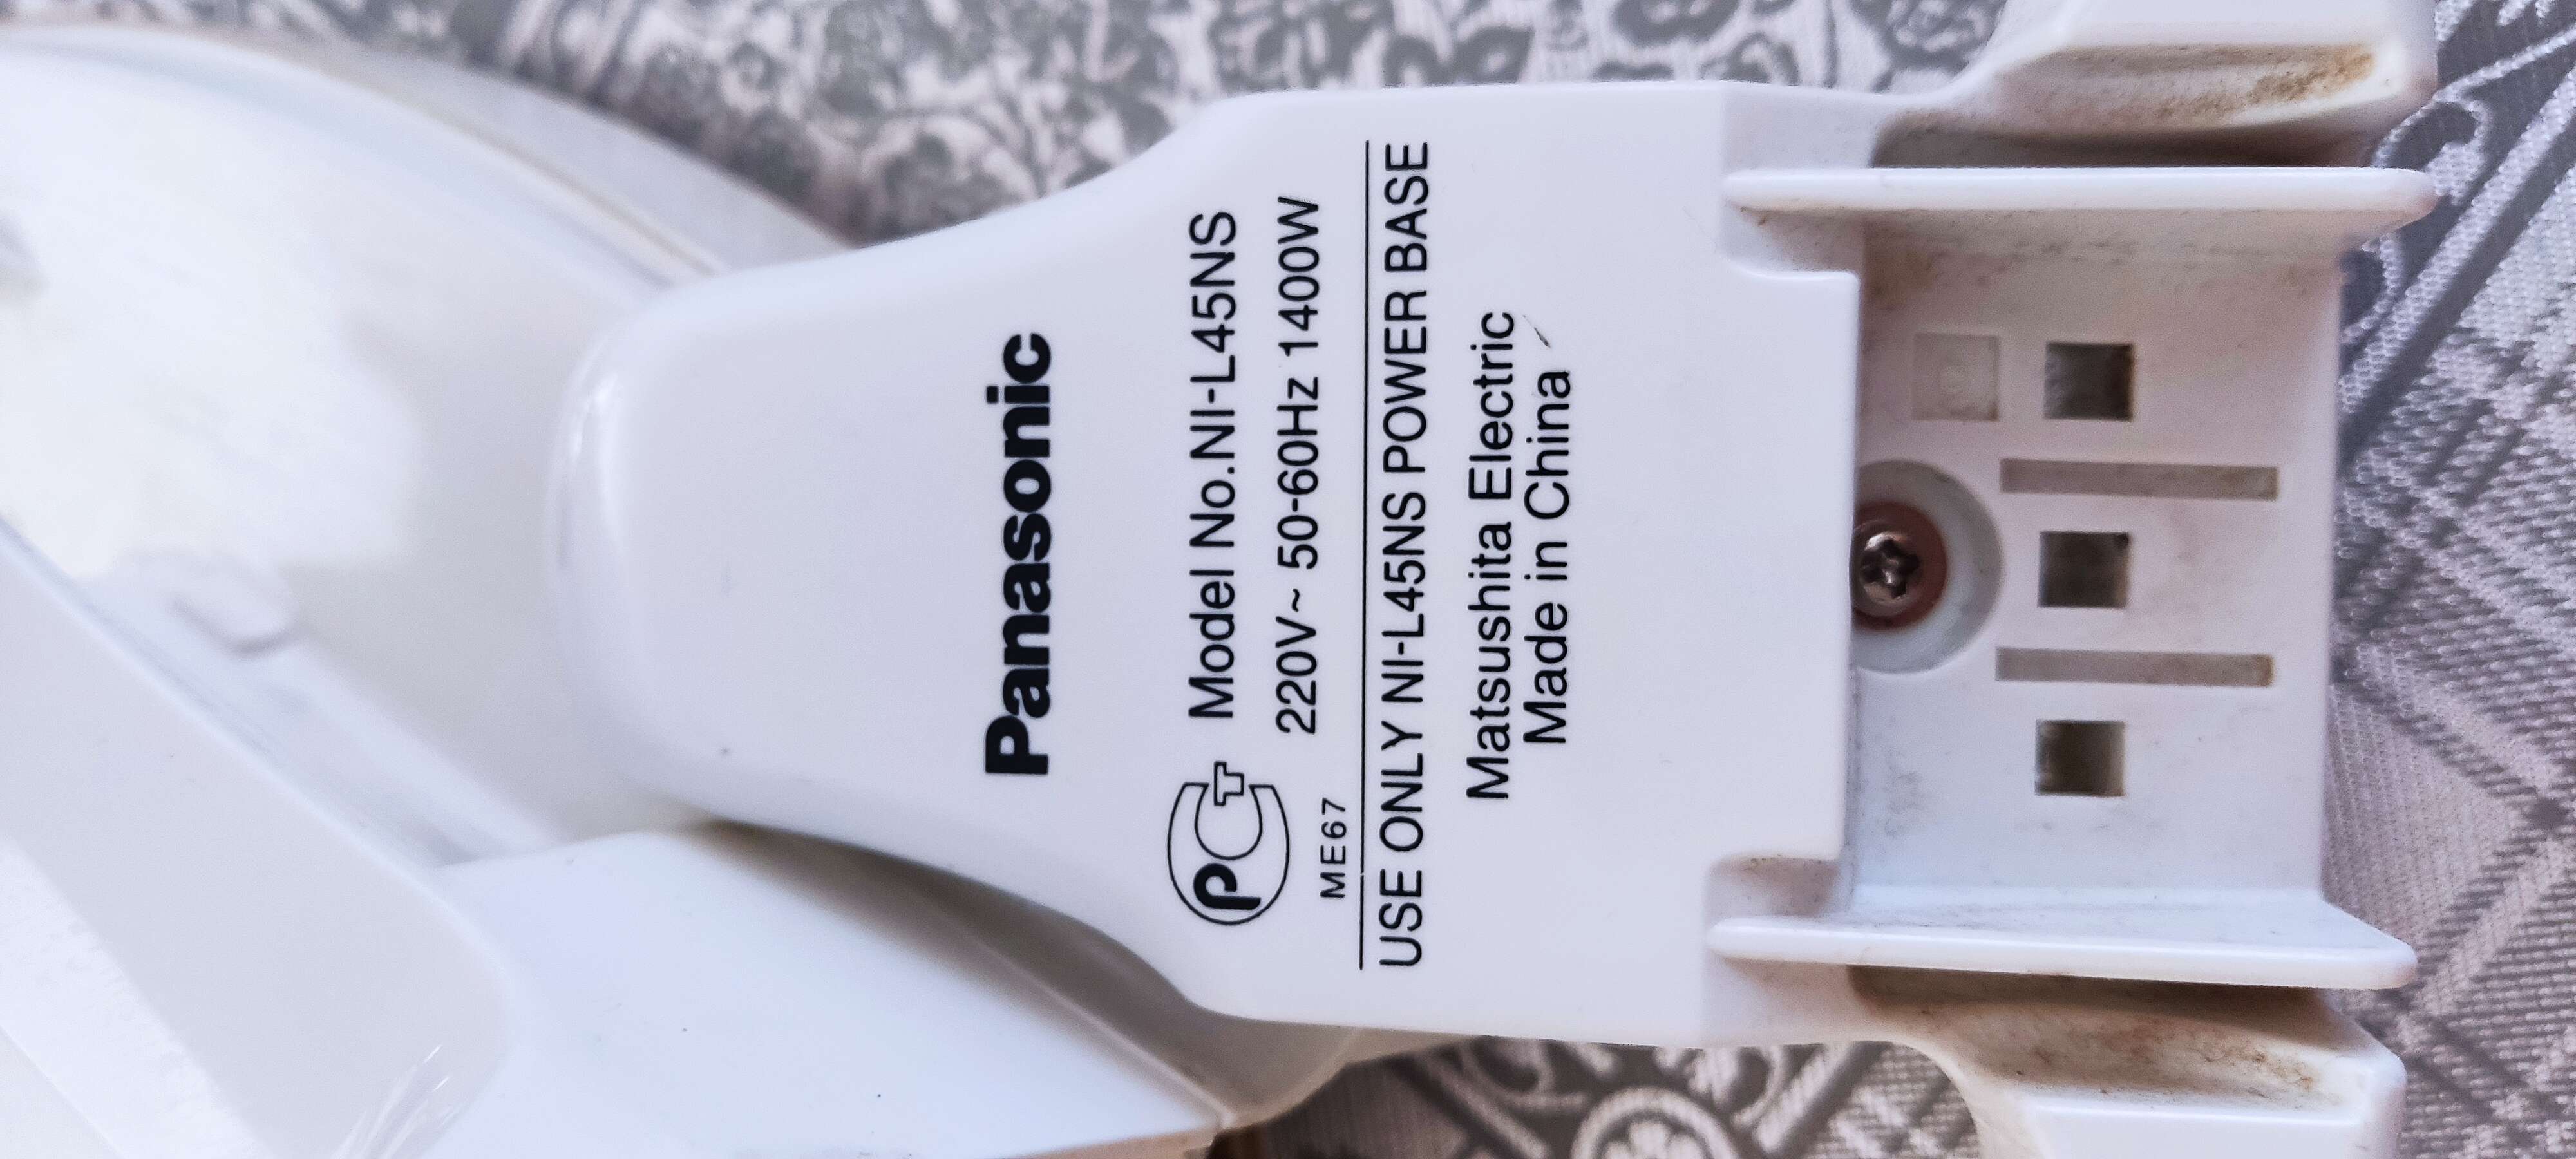 Panasonic
Model No.NI-L45NS
220V~ 50-60Hz 1400W
РСТ
ME67
USE ONLY NI-L45NS POWER BASE
Matsushita Electric
Made in China